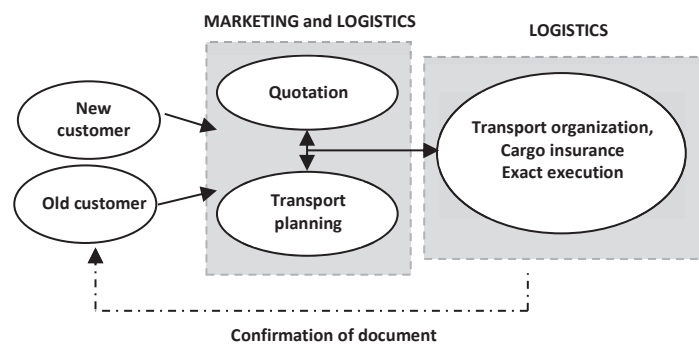 MARKETING and LOGISTICS
LOGISTICS
New
customer
Old customer
Quotation
Transport
planning
Transport organization,
Cargo insurance
Exact execution
Confirmation of document